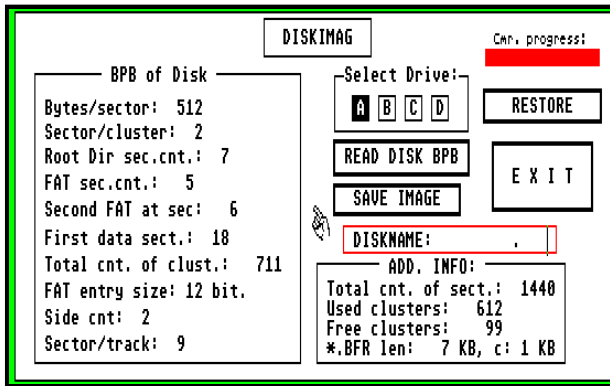 DISKIMAG
Cmr. progress:
BPB of Disk
Bytes/sector: 512
Sector/cluster: 2
Root Dir sec.cnt.: 7
FAT sec.cnt.: 5
Second FAT at sec: 6
First data sect.: 18
Total cnt. of clust.: 711
FAT entry size: 12 bit.
Side cnt: 2
Sector/track: 9
Select Drive:
A B C D
RESTORE
READ DISK BPB
SAVE IMAGE
E X I T
DISKNAME: .
ADD. INFO:
Total cnt. of sect.: 1440
Used clusters: 612
Free clusters: 99
*.BFR len: 7 KB, c: 1 KB